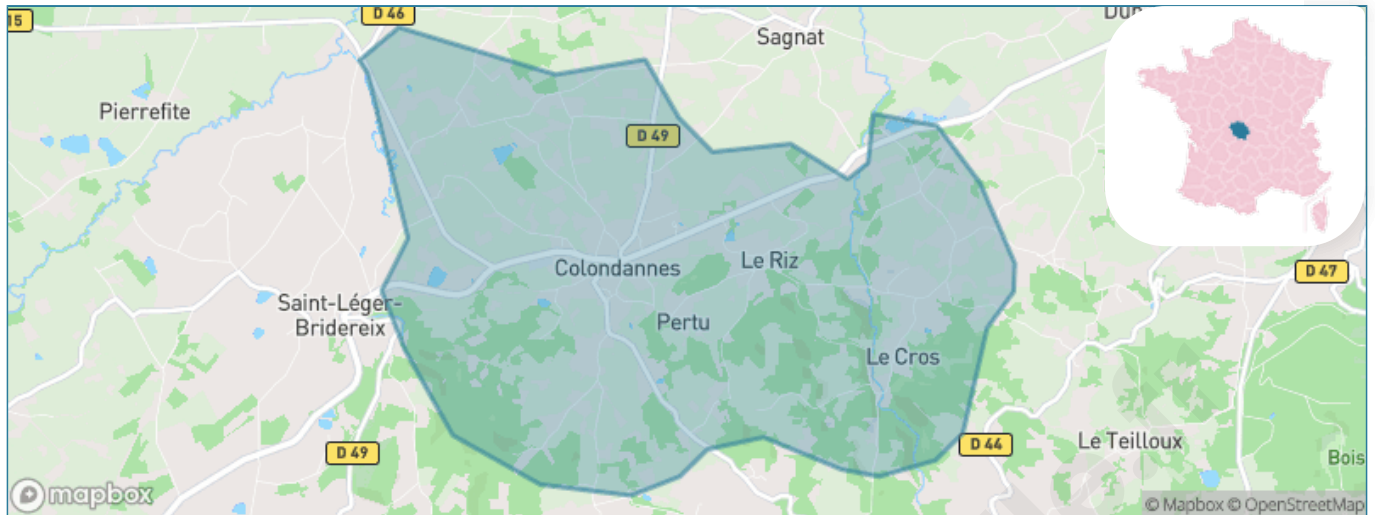 15
D 46
Sagnat
Pierrefite
D 49
Colondannes
Le Riz
D 47
Saint-Léger-
Bridereix
Pertu
Le Cros
D 49
D 44
Le Teilloux
Bois
mapbox
© Mapbox © OpenStreetMap